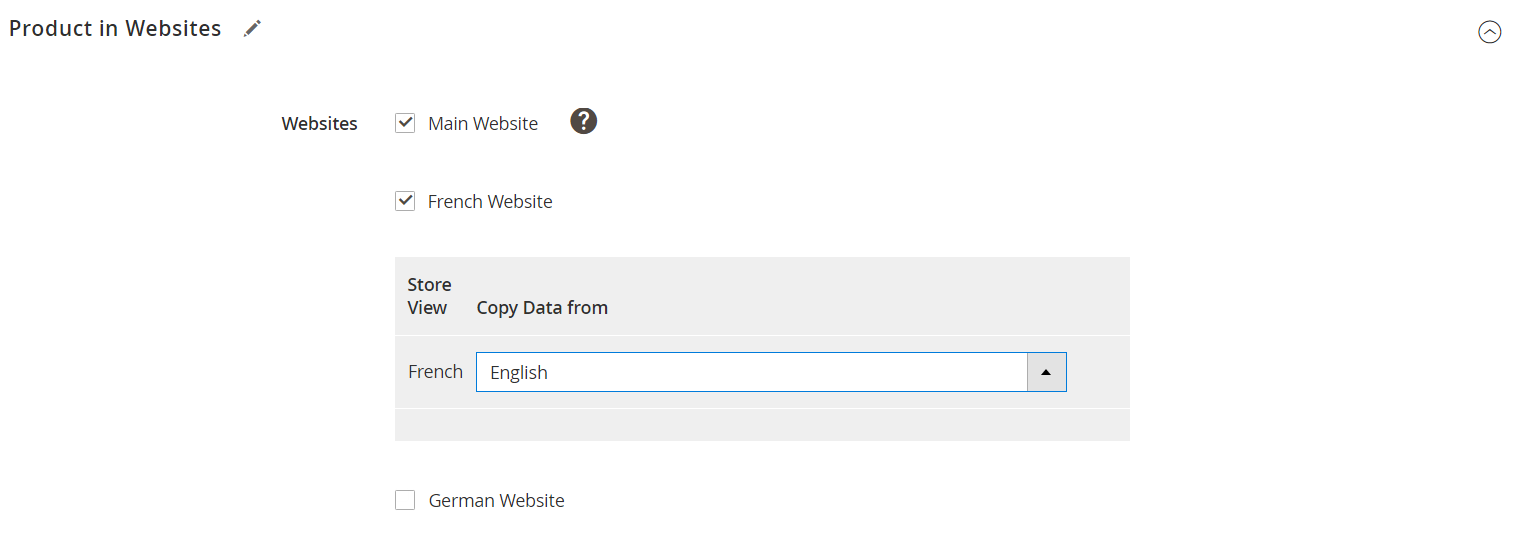 Product in Websites
Websites
Main Website
?
French Website
Store
View
Copy Data from
French
English
German Website